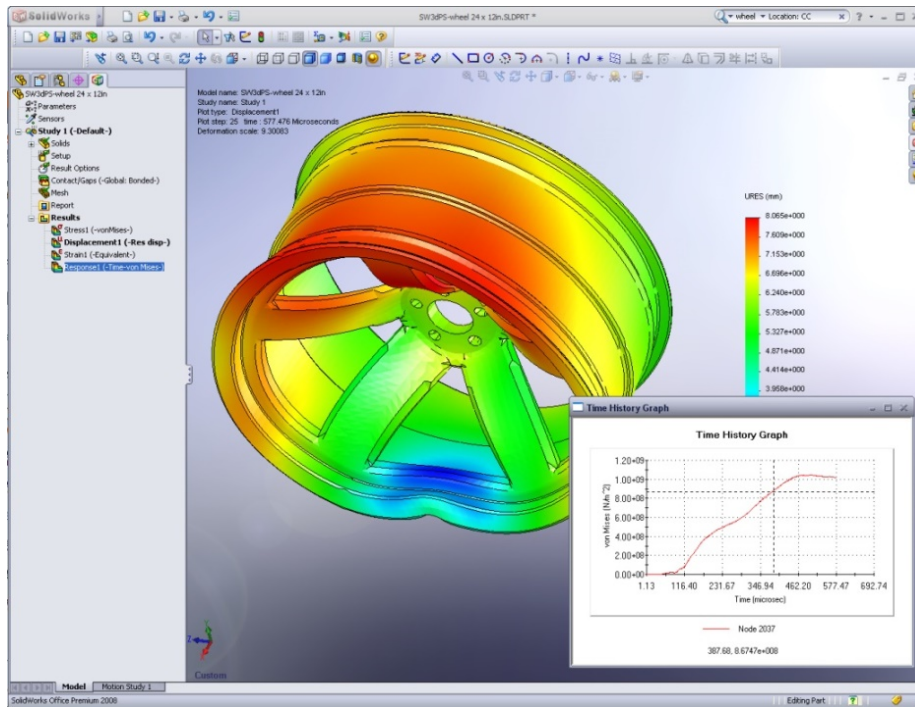 SolidWorks
SW3dPS-wheel 24 x 12in.SLDPRT *
wheel
Location: CC
SW3dPS-wheel 24 x 12in
Parameters
Sensors
Study 1 (-Default-)
Solids
Setup
Result Options
Contact/Gaps (-Global: Bonded-)
Mesh
Report
Results
Stress1 (-vonMises-)
Displacement1 (-Res disp-)
Strain1 (-Equivalent-)
Response1 (-Time-von Mises-)
Model name: SW3dPS-wheel 24 x 12in
Study name: Study 1
Plot type: Displacement1
Plot step: 25 time : 577.476 Microseconds
Deformation scale: 9.30083
URES (mm)
8.065e+000
7.609e+000
7.153e+000
6.696e+000
6.240e+000
5.783e+000
5.327e+000
4.871e+000
4.414e+000
3.958e+000
Time History Graph
Time History Graph
von Mises (N/m^2)
1.20+09
1.00+09
8.00+08
6.00+08
4.00+08
2.00+08
0.00+00
1.13 116.40 231.67 346.94 462.20 577.47 692.74
Time (microsec)
Node 2037
387.68, 8.6747e+008
Y
Z
X
Custom
Model Motion Study 1
SolidWorks Office Premium 2008
Editing Part